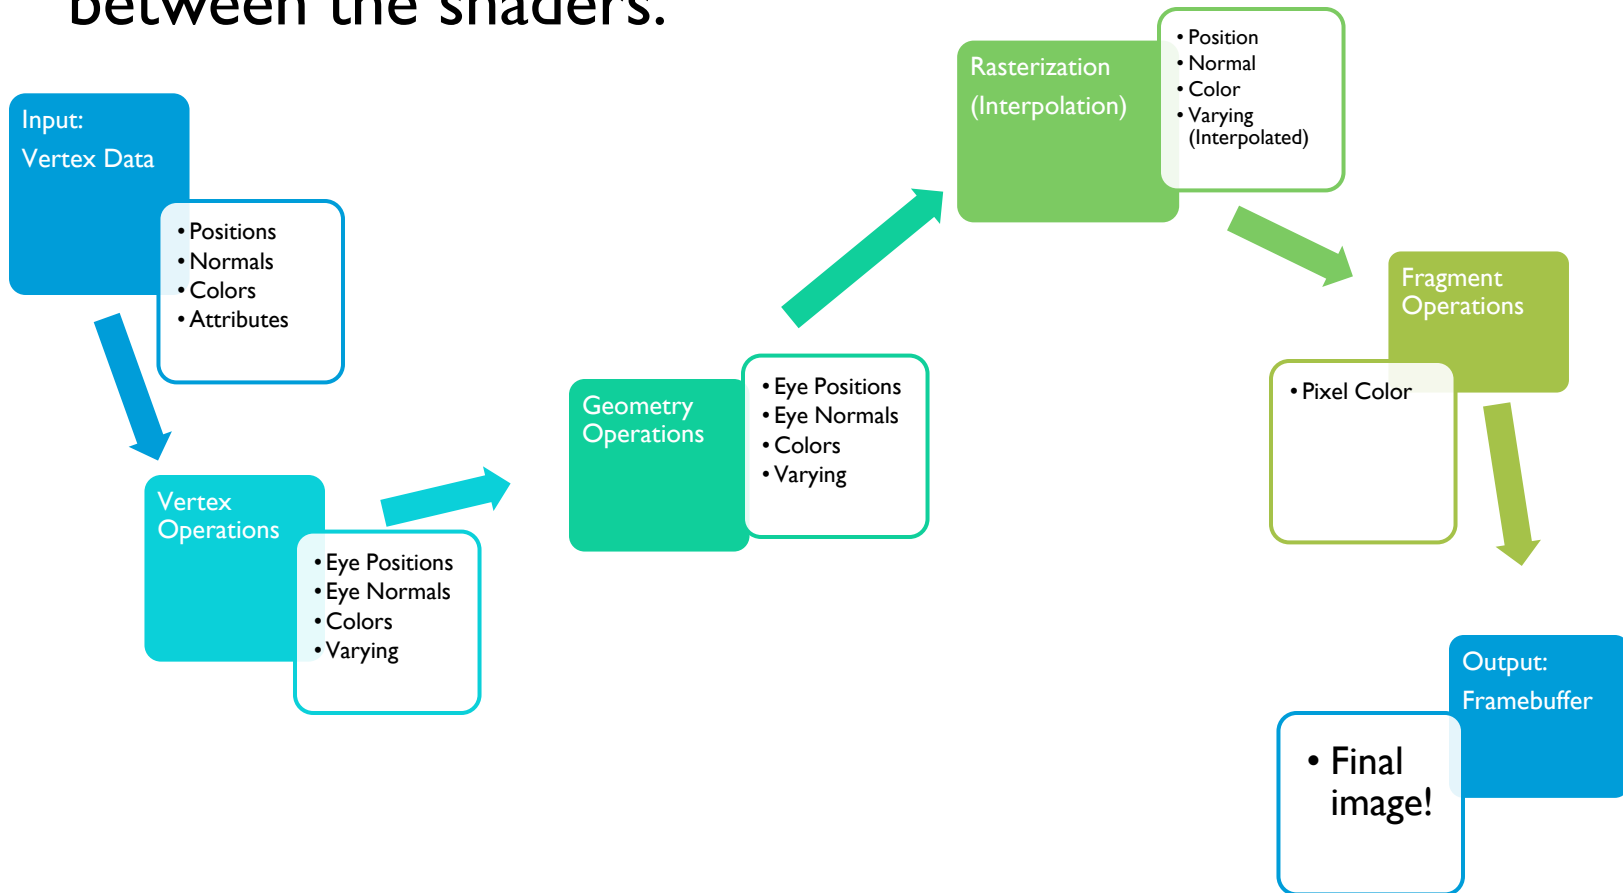 between the shaders.
Input:
Vertex Data
• Positions
• Normals
• Colors
• Attributes
Vertex
Operations
• Eye Positions
• Eye Normals
• Colors
• Varying
Geometry
Operations
• Eye Positions
• Eye Normals
• Colors
• Varying
Rasterization
(Interpolation)
• Position
• Normal
• Color
• Varying
(Interpolated)
Fragment
Operations
• Pixel Color
Output:
Framebuffer
• Final
image!